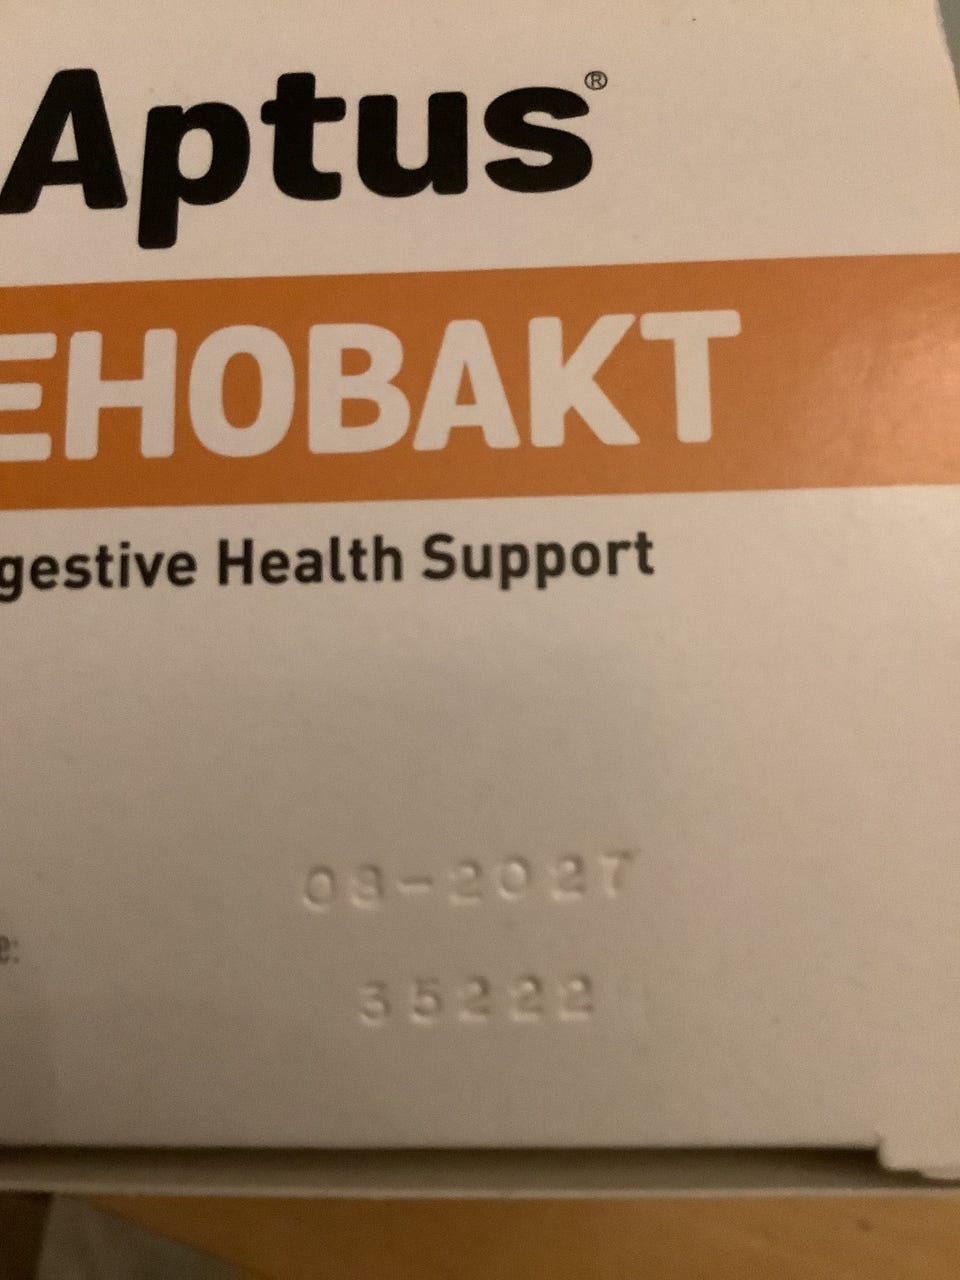 Aptus®
EHOBAKT
gestive Health Support
e:
35222